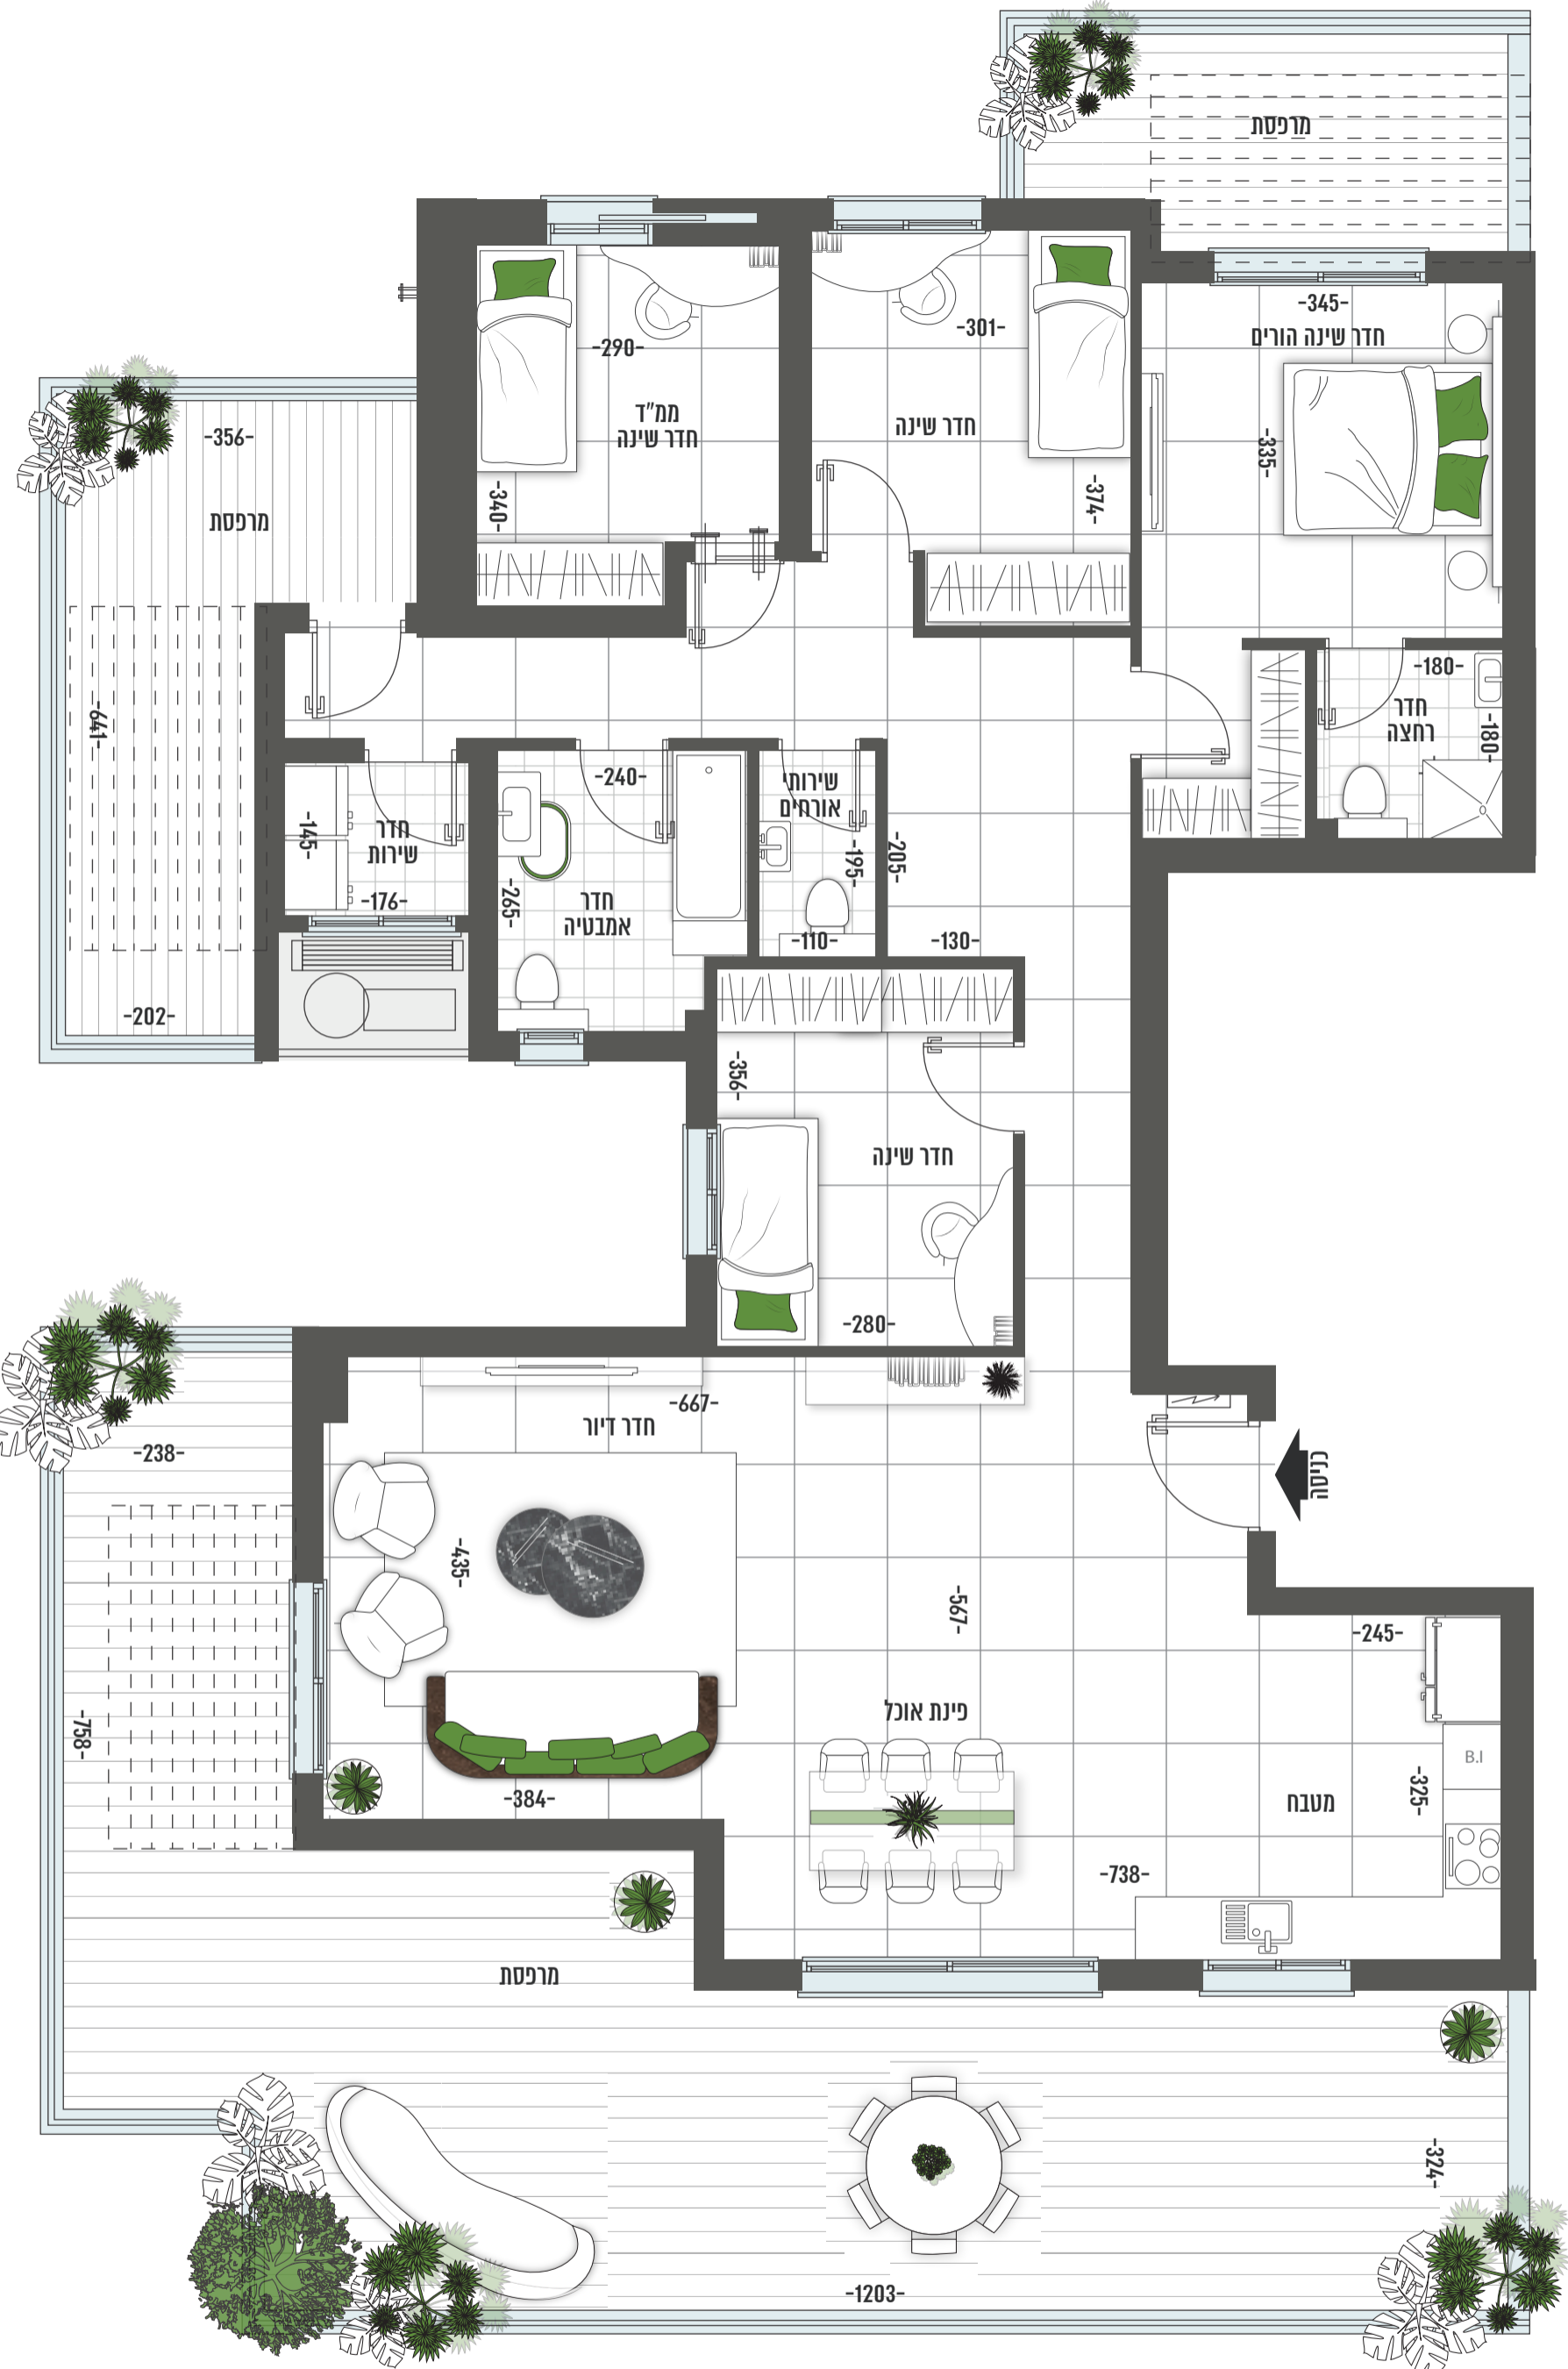 מרפסת
-345-
חדר שינה הורים
-301-
-290-
ממ"ד
חדר שינה
חדר שינה
-335-
-356-
מרפסת
-340-
-374-
-641-
-180-
חדר
רחצה
-180-
-240-
שירותי
אורחים
-145-
חדר
שירות
-176-
-265-
חדר
אמבטיה
-195-
-205-
-110-
-130-
-202-
-356-
חדר שינה
-280-
-667-
חדר דיור
-238-
כניסה
-435-
-567-
-245-
פינת אוכל
-758-
B.I
-384-
מטבח
-325-
-738-
מרפסת
-324-
-1203-